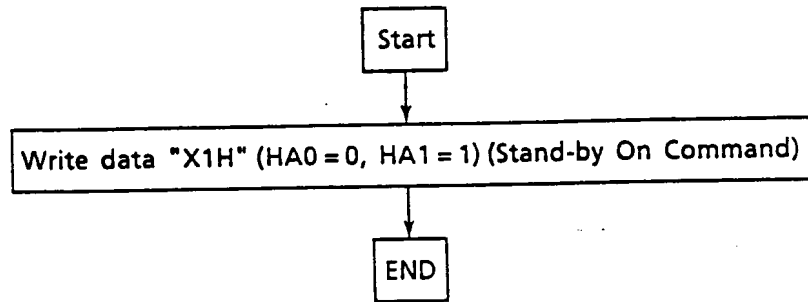 Start
Write data "X1H" (HA0 = 0, HA1 = 1) (Stand-by On Command)
END